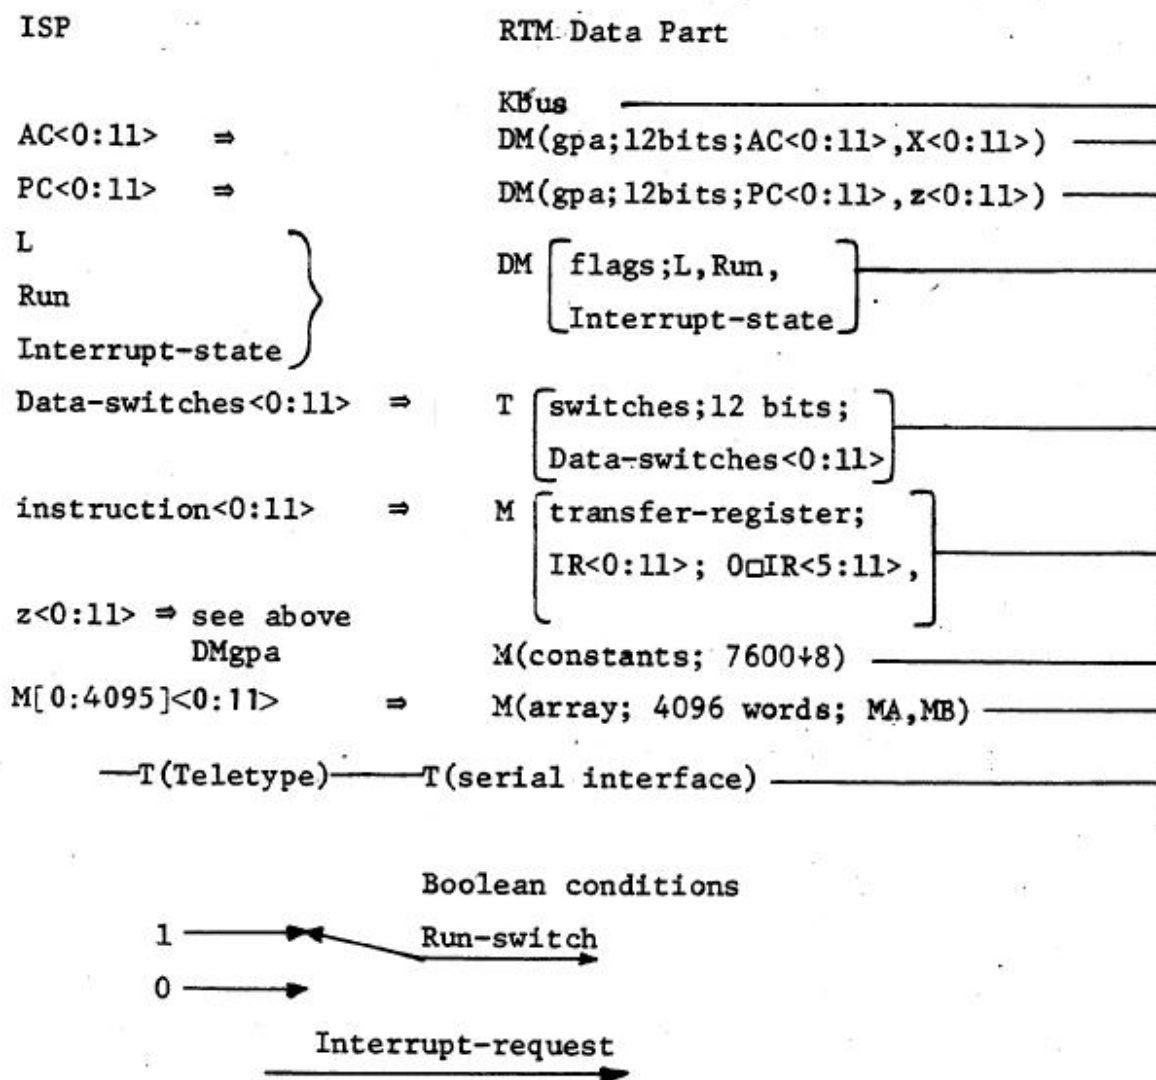 ISP RTM Data Part
Kbus
AC<0:11> ⇒ DM(gpa;12bits;AC<0:11>,X<0:11>)
PC<0:11> ⇒ DM(gpa;12bits;PC<0:11>,z<0:11>)
L
DM flags;L,Run,
Run
Interrupt-state
Interrupt-state
Data-switches<0:11> ⇒ T switches;12 bits;
Data-switches<0:11>
instruction<0:11> ⇒ M transfer-register;
IR<0:11>; 0□IR<5:11>,
z<0:11> ⇒ see above
DMgpa
M(constants; 7600↓8)
M[0:4095]<0:11> ⇒ M(array; 4096 words; MA,MB)
T(Teletype) T(serial interface)
Boolean conditions
1 Run-switch
0
Interrupt-request